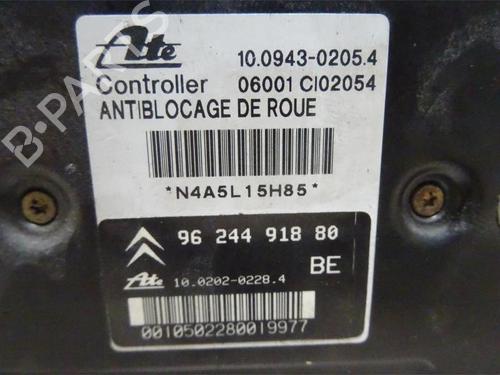 Ate 10.0943-0205.4
Controller 06001 CI02054
ANTIBLOCAGE DE ROUE
*N4A5L15H85*
96 244 918 80
BE
Ate 10.0202-0228.4
00105022800I9977
B-PARTS